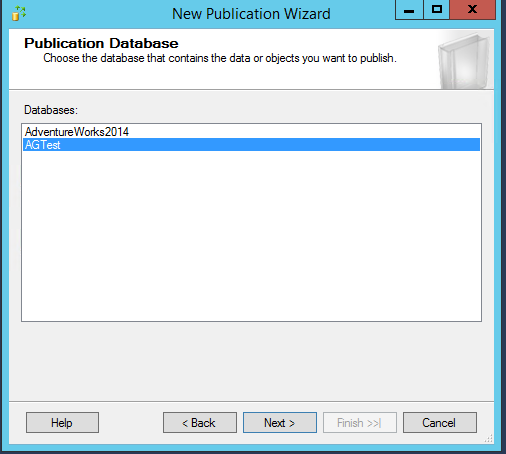 New Publication Wizard
Publication Database
Choose the database that contains the data or objects you want to publish.
Databases:
AdventureWorks2014
AGTest
Help
< Back
Next >
Finish >>|
Cancel